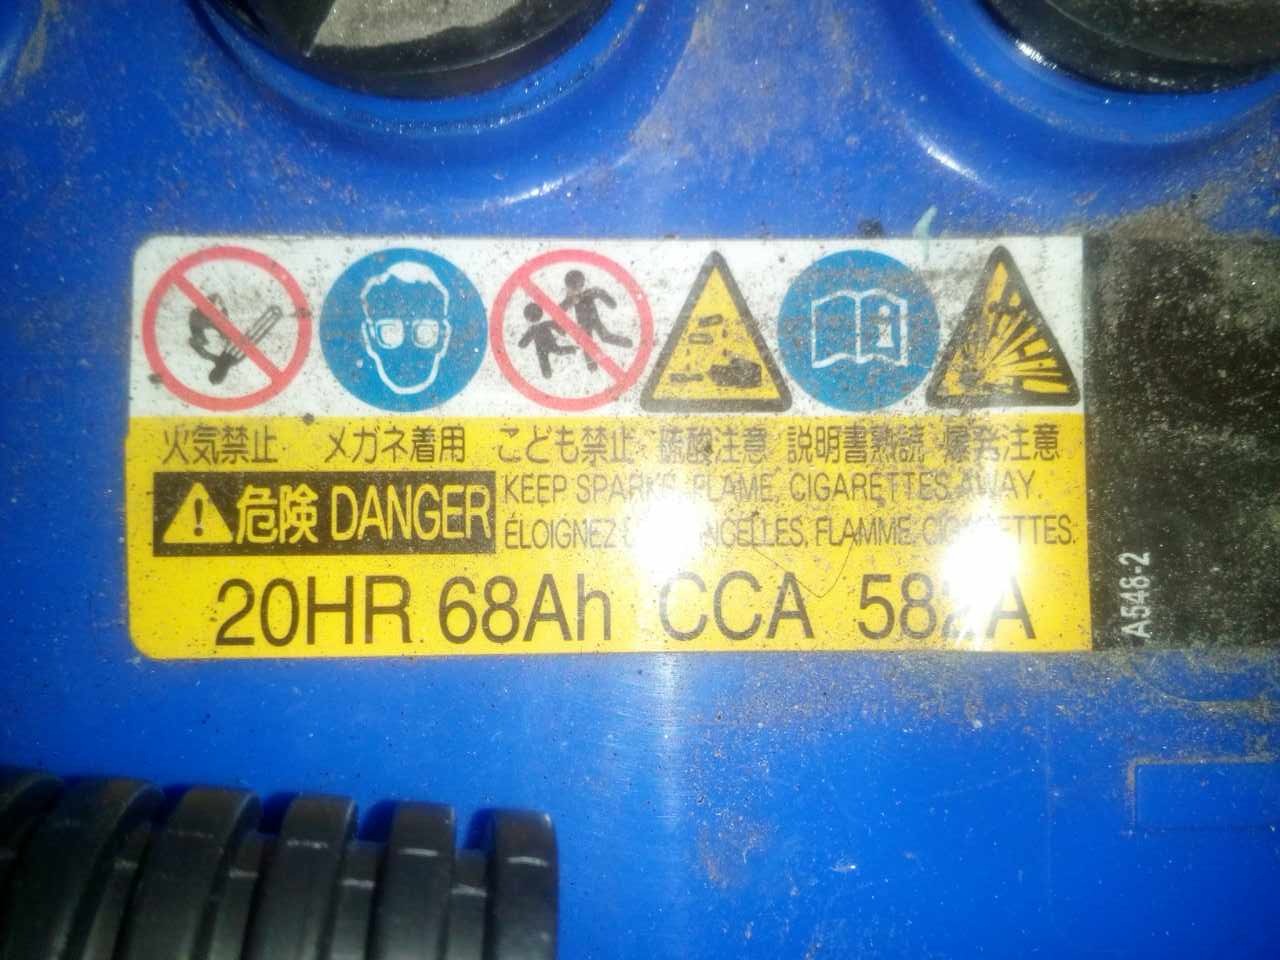 火気禁止 メガネ着用 こども禁止 硫酸注意 説明書熟読 爆発注意
危険 DANGER
KEEP SPARKS, FLAME, CIGARETTES AWAY.
ÉLOIGNEZ FLAMME, CIGARETTES.
20HR 68Ah CCA
A546-2